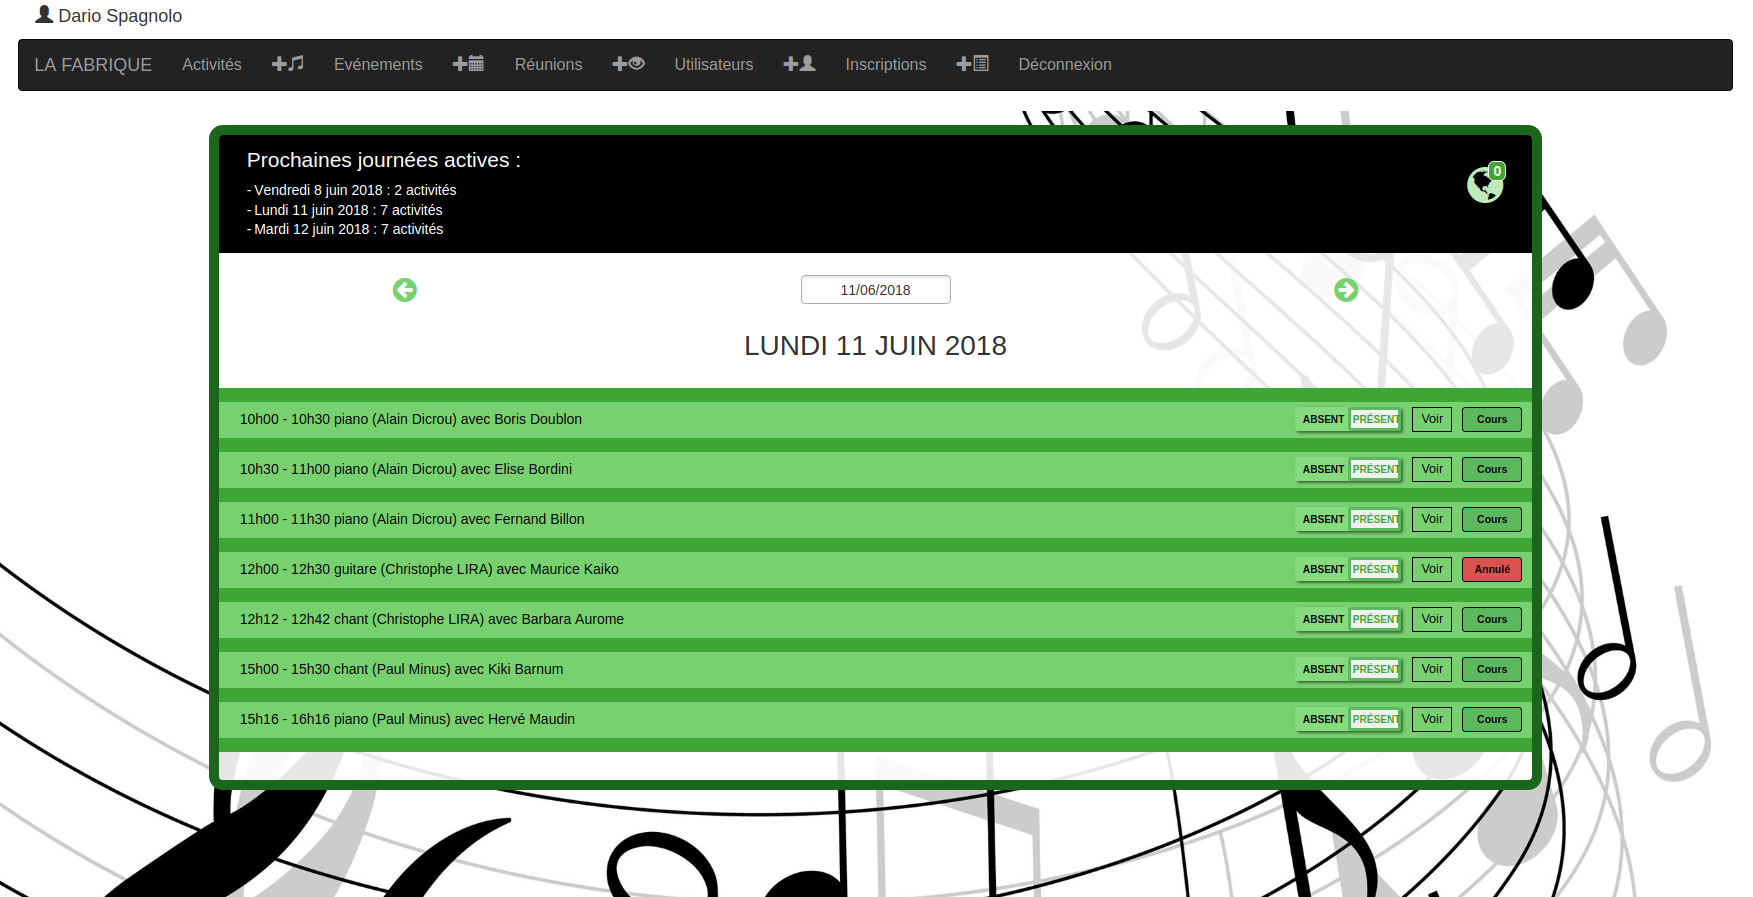 Dario Spagnolo
LA FABRIQUE Activités Evénements Réunions Utilisateurs Inscriptions Déconnexion
Prochaines journées actives :
0
- Vendredi 8 juin 2018 : 2 activités
- Lundi 11 juin 2018 : 7 activités
- Mardi 12 juin 2018 : 7 activités
11/06/2018
LUNDI 11 JUIN 2018
10h00 - 10h30 piano (Alain Dicrou) avec Boris Doublon ABSENT PRÉSENT Voir Cours
10h30 - 11h00 piano (Alain Dicrou) avec Elise Bordini ABSENT PRÉSENT Voir Cours
11h00 - 11h30 piano (Alain Dicrou) avec Fernand Billon ABSENT PRÉSENT Voir Cours
12h00 - 12h30 guitare (Christophe LIRA) avec Maurice Kaiko ABSENT PRÉSENT Voir Annulé
12h12 - 12h42 chant (Christophe LIRA) avec Barbara Aurome ABSENT PRÉSENT Voir Cours
15h00 - 15h30 chant (Paul Minus) avec Kiki Barnum ABSENT PRÉSENT Voir Cours
15h16 - 16h16 piano (Paul Minus) avec Hervé Maudin ABSENT PRÉSENT Voir Cours